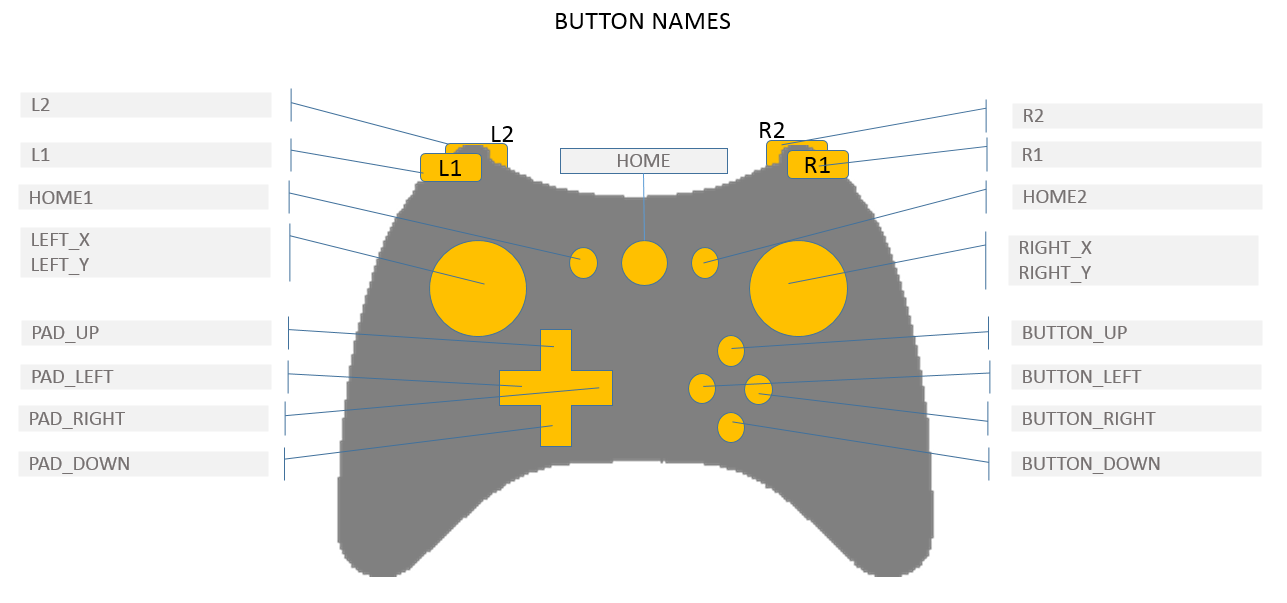 BUTTON NAMES
L2
L1
HOME1
LEFT_X
LEFT_Y
PAD_UP
PAD_LEFT
PAD_RIGHT
PAD_DOWN
L2
L1
HOME
R2
R1
R2
R1
HOME2
RIGHT_X
RIGHT_Y
BUTTON_UP
BUTTON_LEFT
BUTTON_RIGHT
BUTTON_DOWN